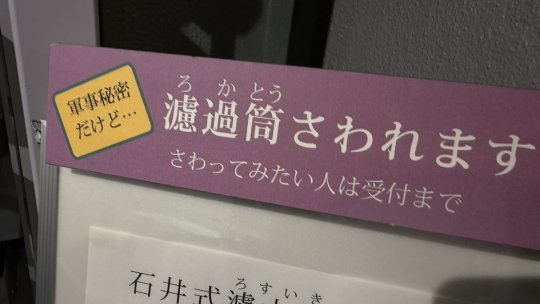 軍事秘密
だけど…
ろかとう
濾過筒さわれます
さわってみたい人は受付まで
ろすいき
石井式濾